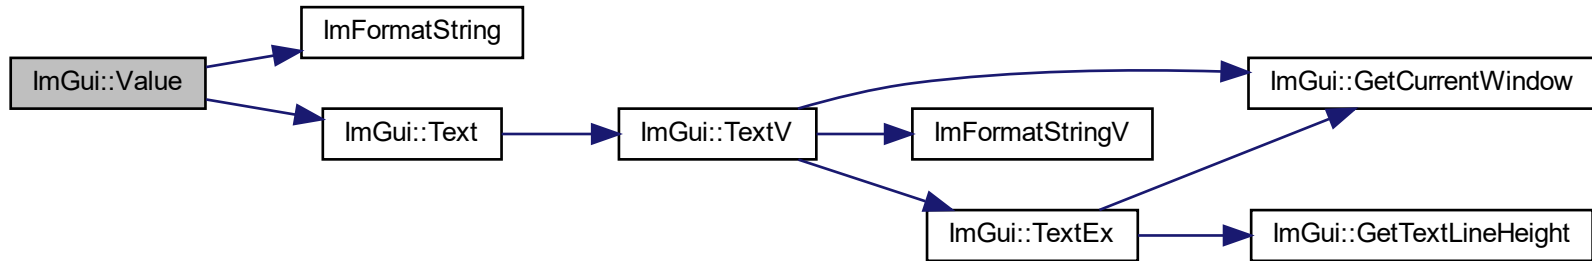 ImGui::Value
ImFormatString
ImGui::Text
ImGui::TextV
ImGui::GetCurrentWindow
ImFormatStringV
ImGui::TextEx
ImGui::GetTextLineHeight